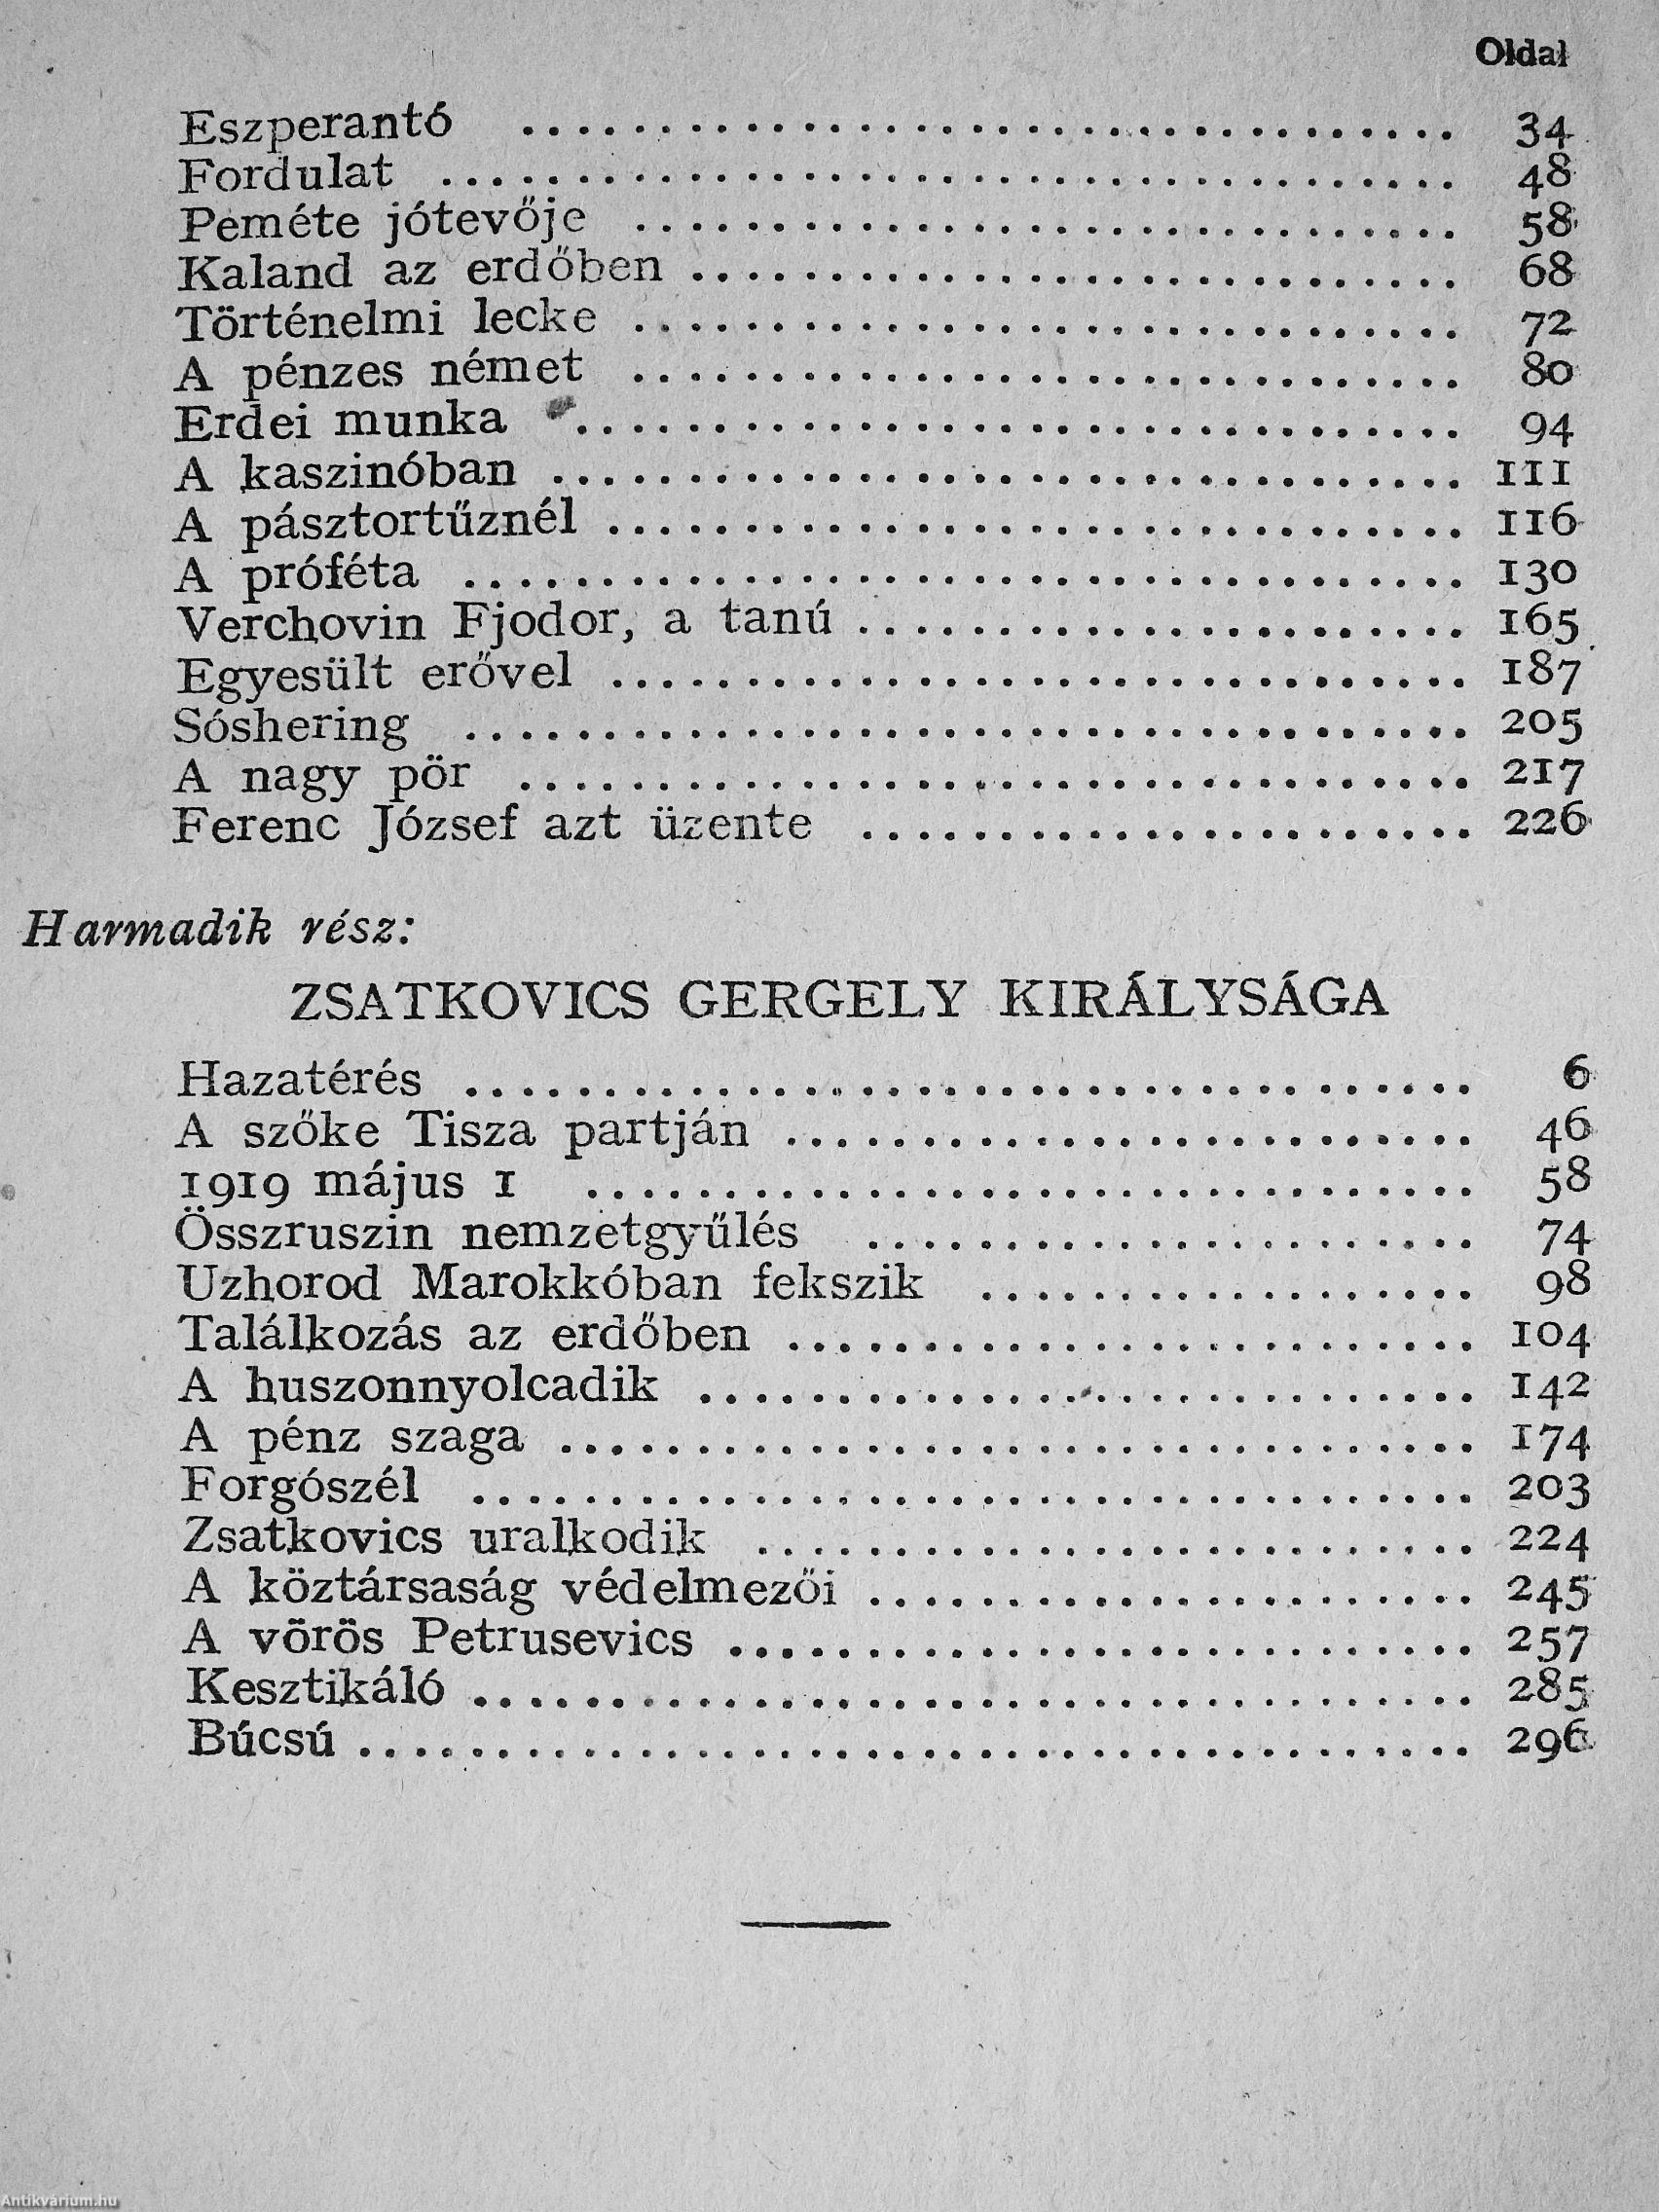 Oldal
Eszperantó .................................. 34
Fordulat ..................................... 48
Peméte jótevője .............................. 58
Kaland az erdőben ............................ 68
Történelmi lecke .............................. 72
A pénzes német .............................. 80
Erdei munka ................................ 94
A kaszinóban ................................. 111
A pásztortűznél ............................... 116
A próféta .................................... 130
Verchovin Fjodor, a tanú ...................... 165
Egyesült erővel ............................... 187
Sóshering .................................... 205
A nagy pör .................................. 217
Ferenc József azt üzente ...................... 226
Harmadik rész:
ZSATKOVICS GERGELY KIRÁLYSÁGA
Hazatérés .................................... 6
A szőke Tisza partján ......................... 46
1919 május 1 ................................ 58
Összruszin nemzetgyűlés ...................... 74
Uzhorod Marokkóban fekszik .................. 98
Találkozás az erdőben ......................... 104
A huszonnyolcadik ............................ 142
A pénz szaga ................................. 174
Forgószél .................................... 203
Zsatkovics uralkodik .......................... 224
A köztársaság védelmezői ...................... 245
A vörös Petrusevics ........................... 257
Kesztikáló .................................... 285
Búcsú ........................................ 296
Antikvárium.hu